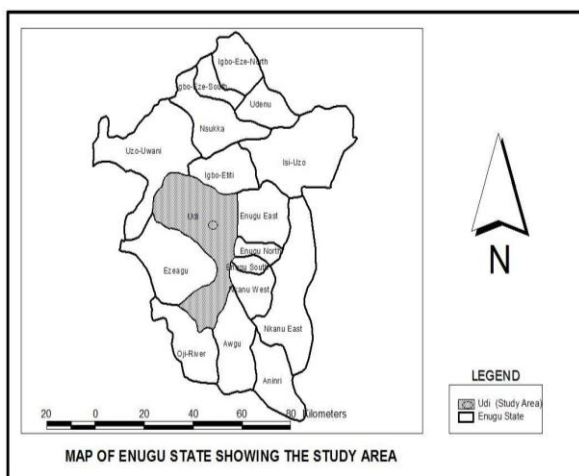 Igbo-Eze-North
Igbo-Eze-South
Udenu
Nsukka
Uzo-Uwani
Isi-Uzo
Igbo-Etiti
Udi
Enugu East
Enugu North
Enugu South
Ezeagu
Nkanu West
Nkanu East
Oji-River
Awgu
Aninri
N
LEGEND
Udi (Study Area)
Enugu State
20 0 20 40 60 80 Kilometers
MAP OF ENUGU STATE SHOWING THE STUDY AREA